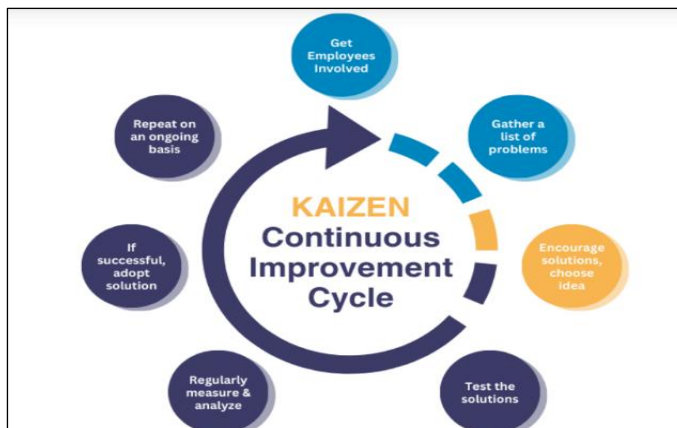 Get
Employees
Involved
Gather a
list of
problems
Encourage
solutions,
choose
idea
Test the
solutions
Regularly
measure &
analyze
If
successful,
adopt
solution
Repeat on
an ongoing
basis
KAIZEN
Continuous
Improvement
Cycle